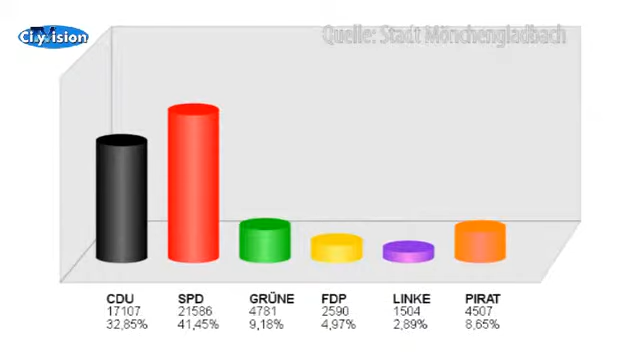 CityVision
Quelle: Stadt Mönchengladbach
CDU SPD GRÜNE FDP LINKE PIRAT
17107 21586 4781 2590 1504 4507
32,85% 41,45% 9,18% 4,97% 2,89% 8,65%